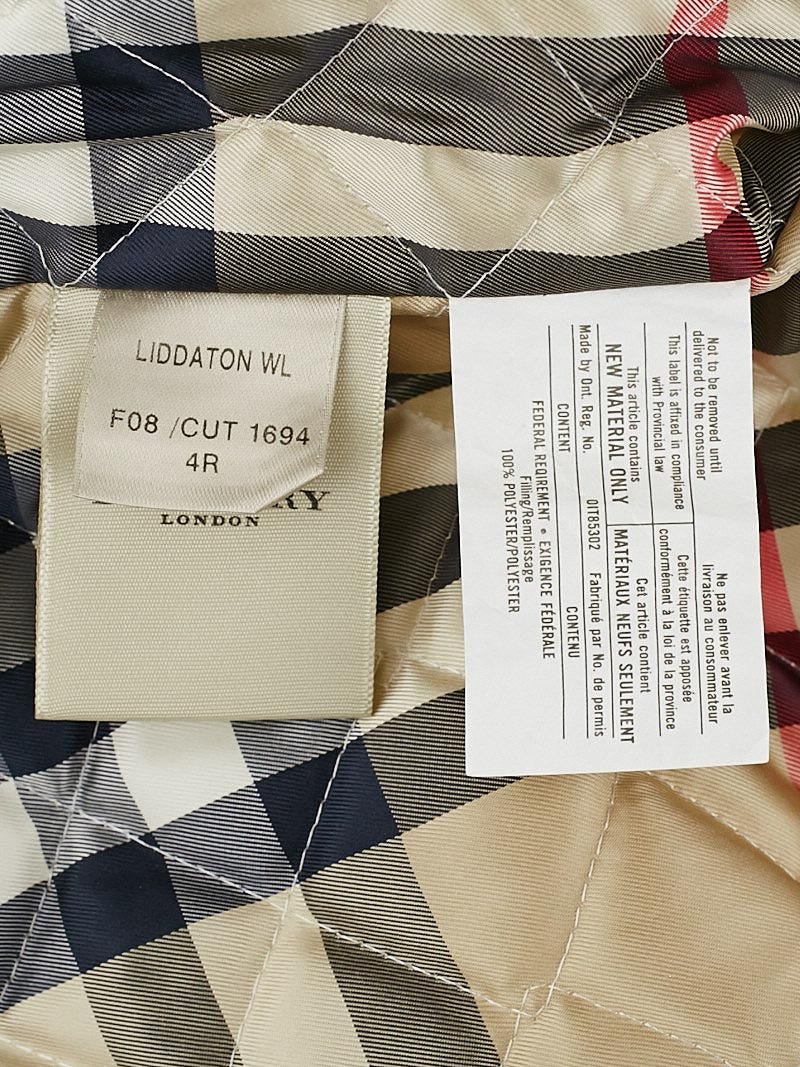 LIDDATON WL
F08 /CUT 1694
4R
LONDON
Not to be removed until
delivered to the consumer
Ne pas enlever avant la
livraison au consommateur
This label is affixed in compliance
with Provincial law
Cette étiquette est apposée
conformément à la loi de la province
This article contains
NEW MATERIAL ONLY
Cet article contient
MATÉRIAUX NEUFS SEULEMENT
Made by Ont. Reg. No. 01T85302 Fabriqué par No. de permis
CONTENT CONTENU
FEDERAL REQIREMENT • EXIGENCE FÉDÉRALE
Filling/Remplissage
100% POLYESTER/POLYESTER